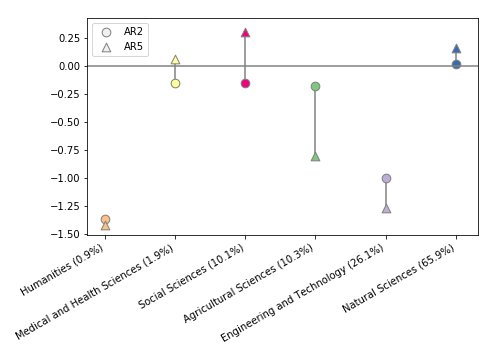 AR2
AR5
0.25
0.00
−0.25
−0.50
−0.75
−1.00
−1.25
−1.50
Humanities (0.9%)
Medical and Health Sciences (1.9%)
Social Sciences (10.1%)
Agricultural Sciences (10.3%)
Engineering and Technology (26.1%)
Natural Sciences (65.9%)